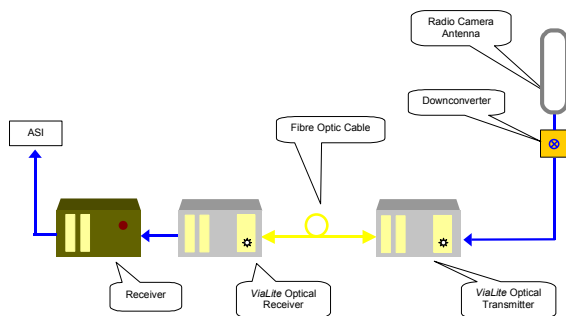 Radio Camera
Antenna
Downconverter
ASI
Fibre Optic Cable
Receiver
ViaLite Optical
Receiver
ViaLite Optical
Transmitter